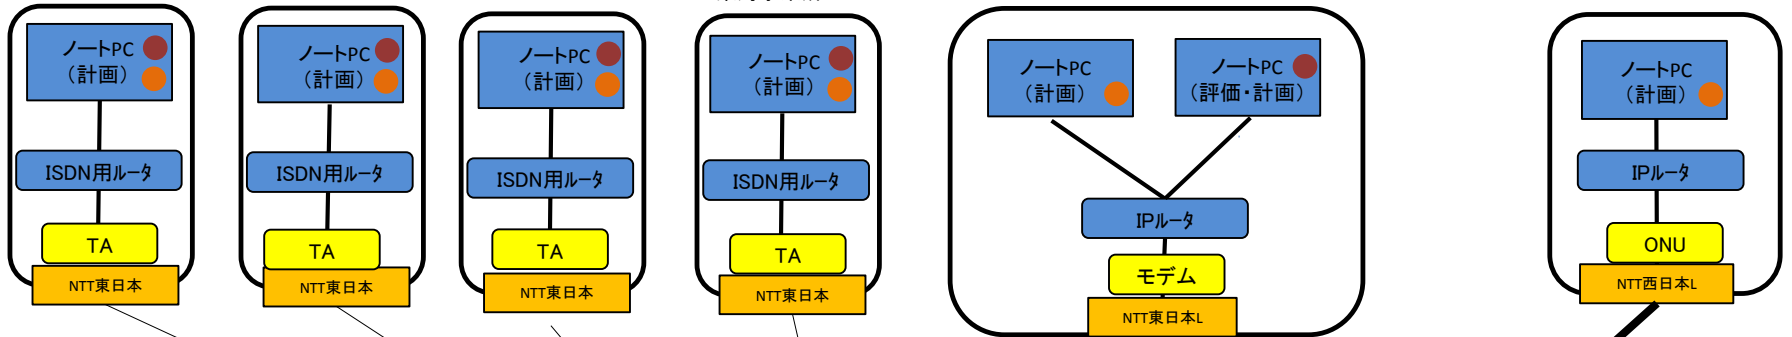 ノートPC
(計画)
ISDN用ルータ
TA
NTT東日本
ノートPC
(計画)
ISDN用ルータ
TA
NTT東日本
ノートPC
(計画)
ISDN用ルータ
TA
NTT東日本
ノートPC
(計画)
ISDN用ルータ
TA
NTT東日本
ノートPC
(計画)
ノートPC
(評価・計画)
IPルータ
モデム
NTT東日本L
ノートPC
(計画)
IPルータ
ONU
NTT西日本L